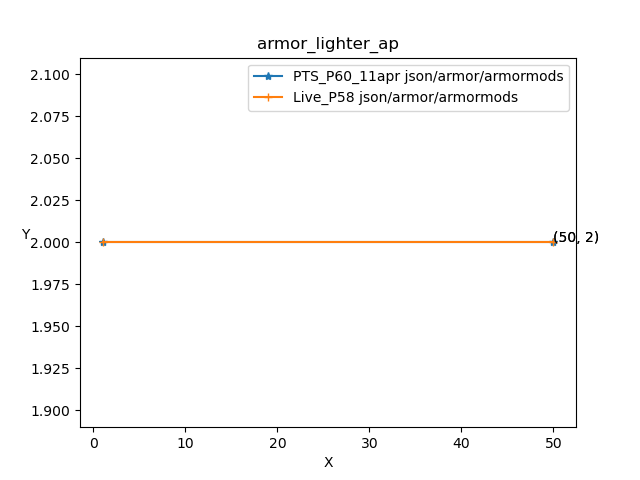 armor_lighter_ap
PTS_P60_11apr json/armor/armormods
Live_P58 json/armor/armormods
2.100
2.075
2.050
2.025
2.000
1.975
1.950
1.925
1.900
Y
(50, 2)
0 10 20 30 40 50
X